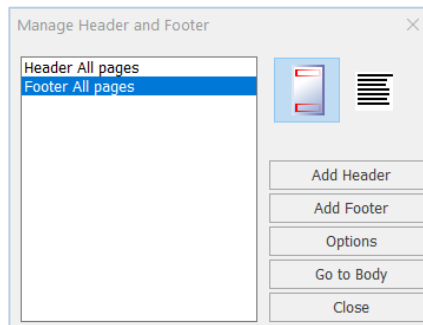 Manage Header and Footer
Header All pages
Footer All pages
Add Header
Add Footer
Options
Go to Body
Close